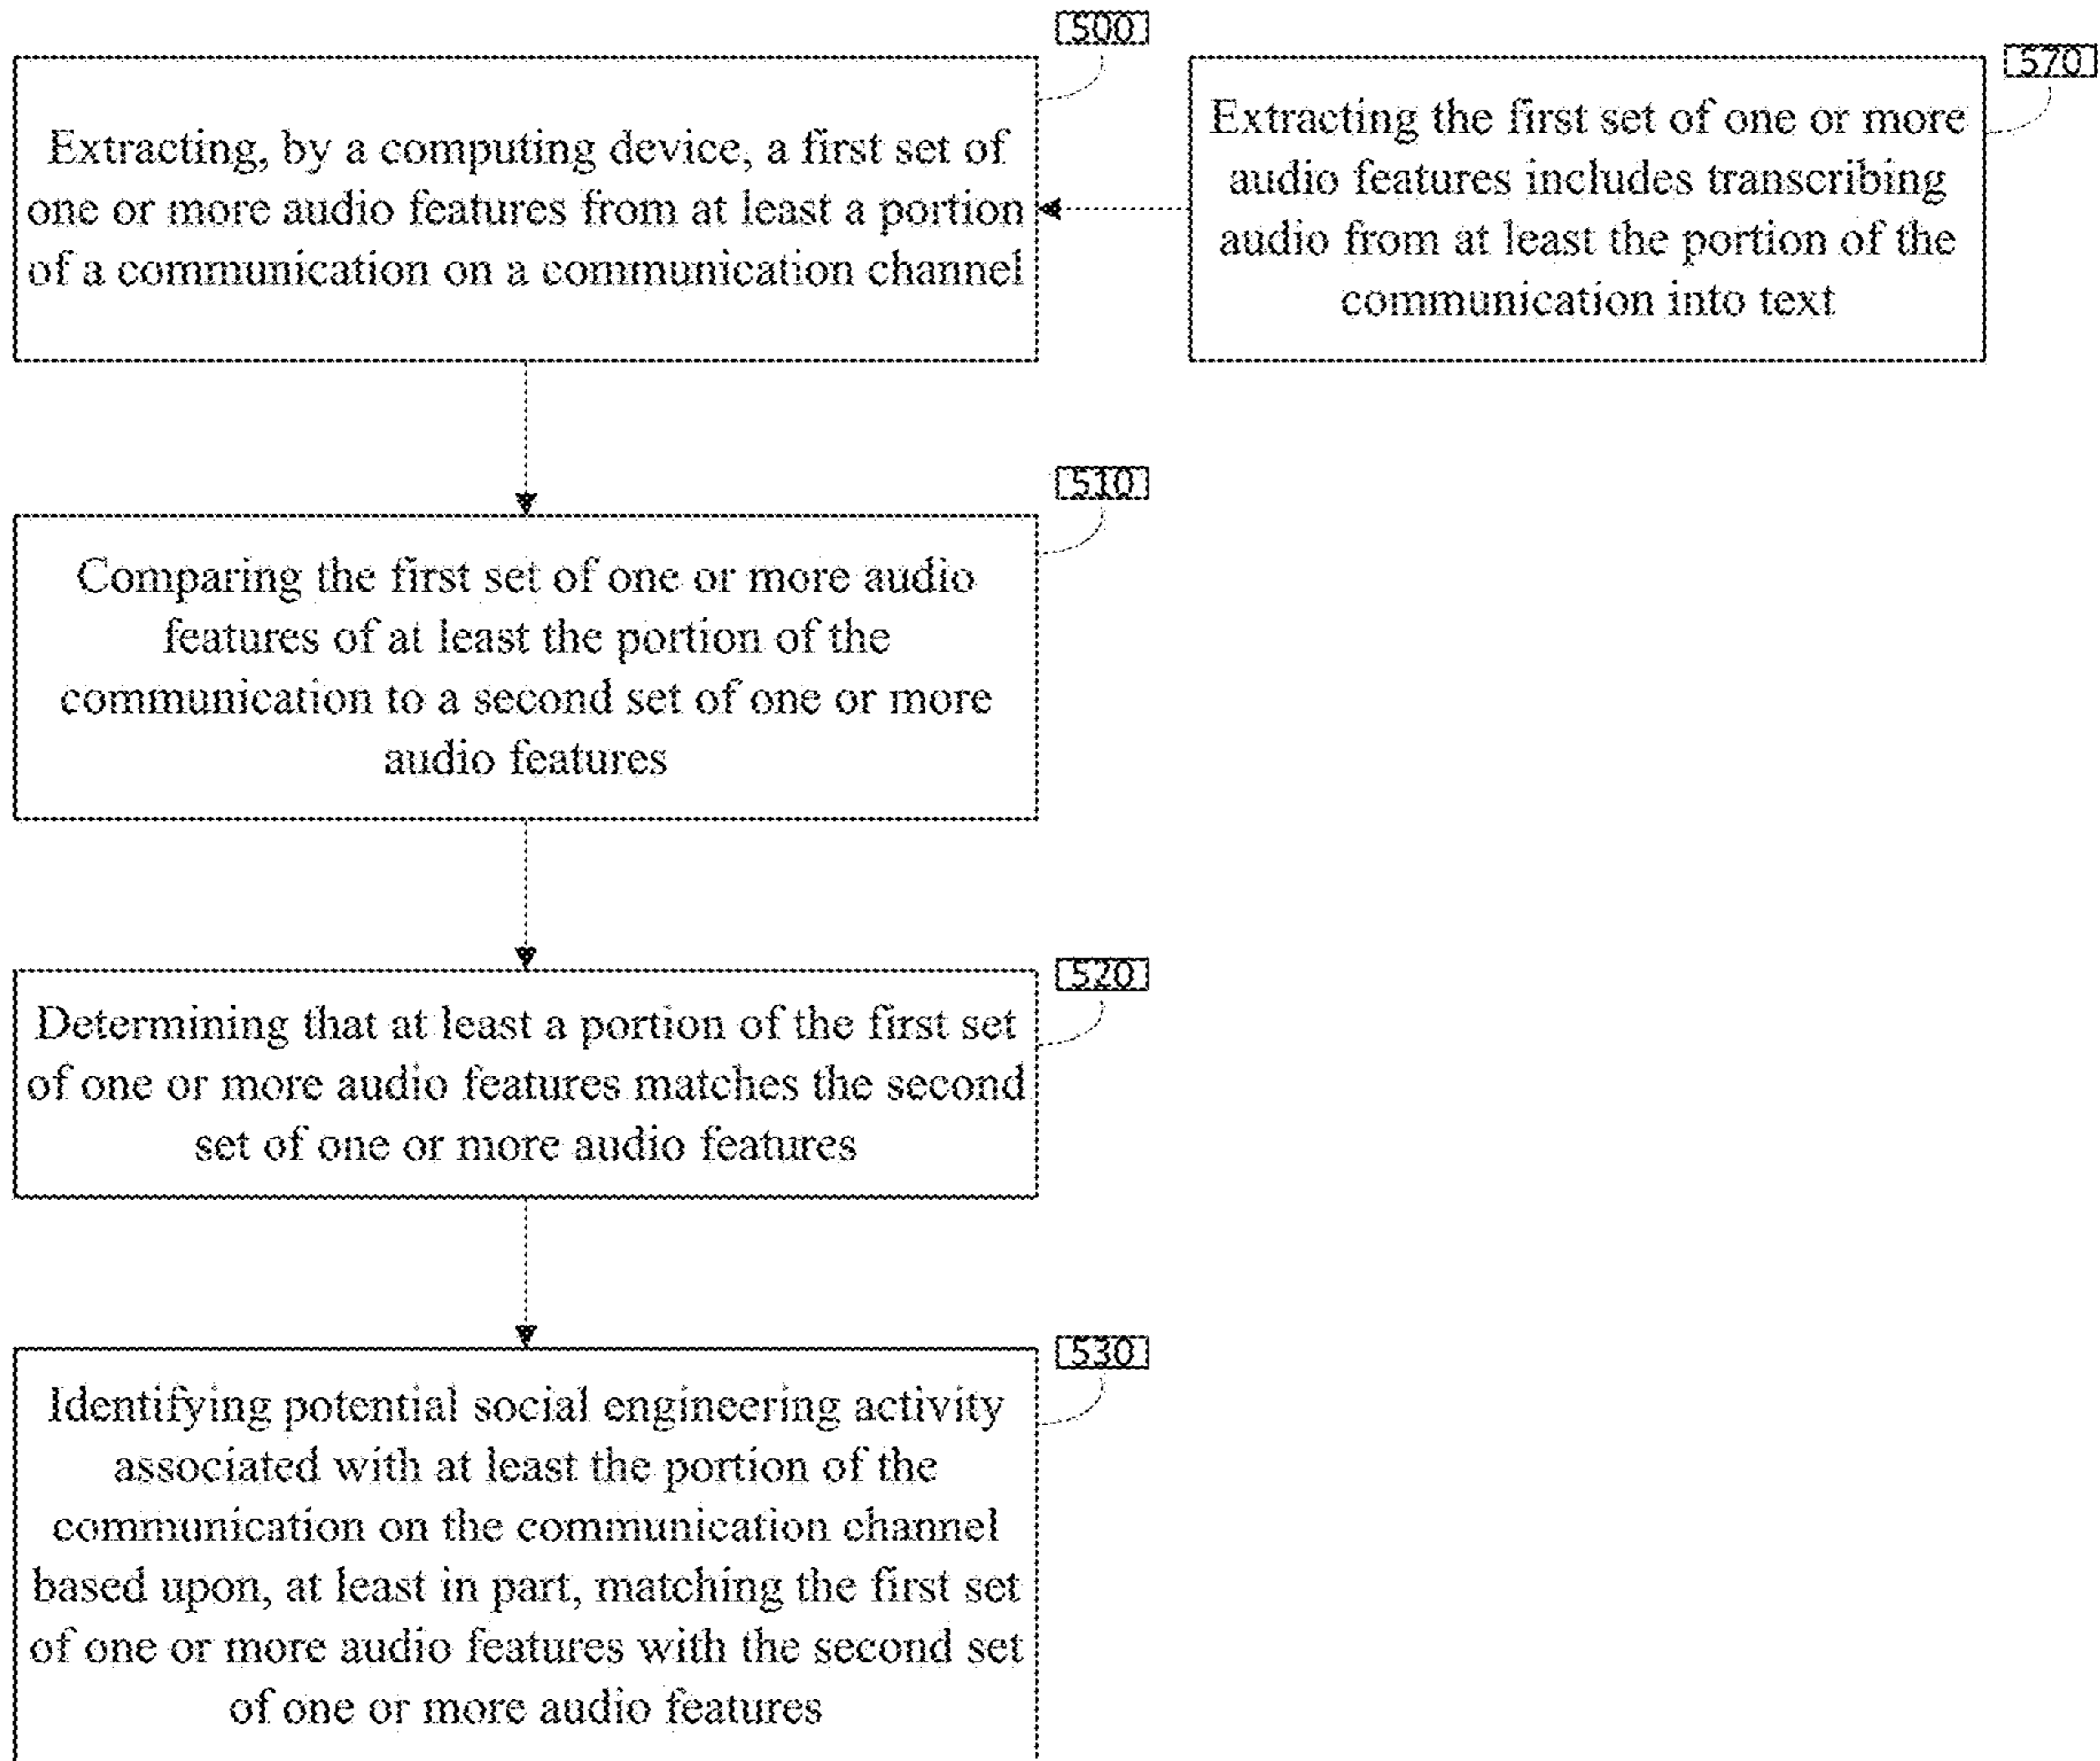 500
Extracting, by a computing device, a first set of
one or more audio features from at least a portion
of a communication on a communication channel
570
Extracting the first set of one or more
audio features includes transcribing
audio from at least the portion of the
communication into text
510
Comparing the first set of one or more audio
features of at least the portion of the
communication to a second set of one or more
audio features
520
Determining that at least a portion of the first set
of one or more audio features matches the second
set of one or more audio features
530
Identifying potential social engineering activity
associated with at least the portion of the
communication on the communication channel
based upon, at least in part, matching the first set
of one or more audio features with the second set
of one or more audio features